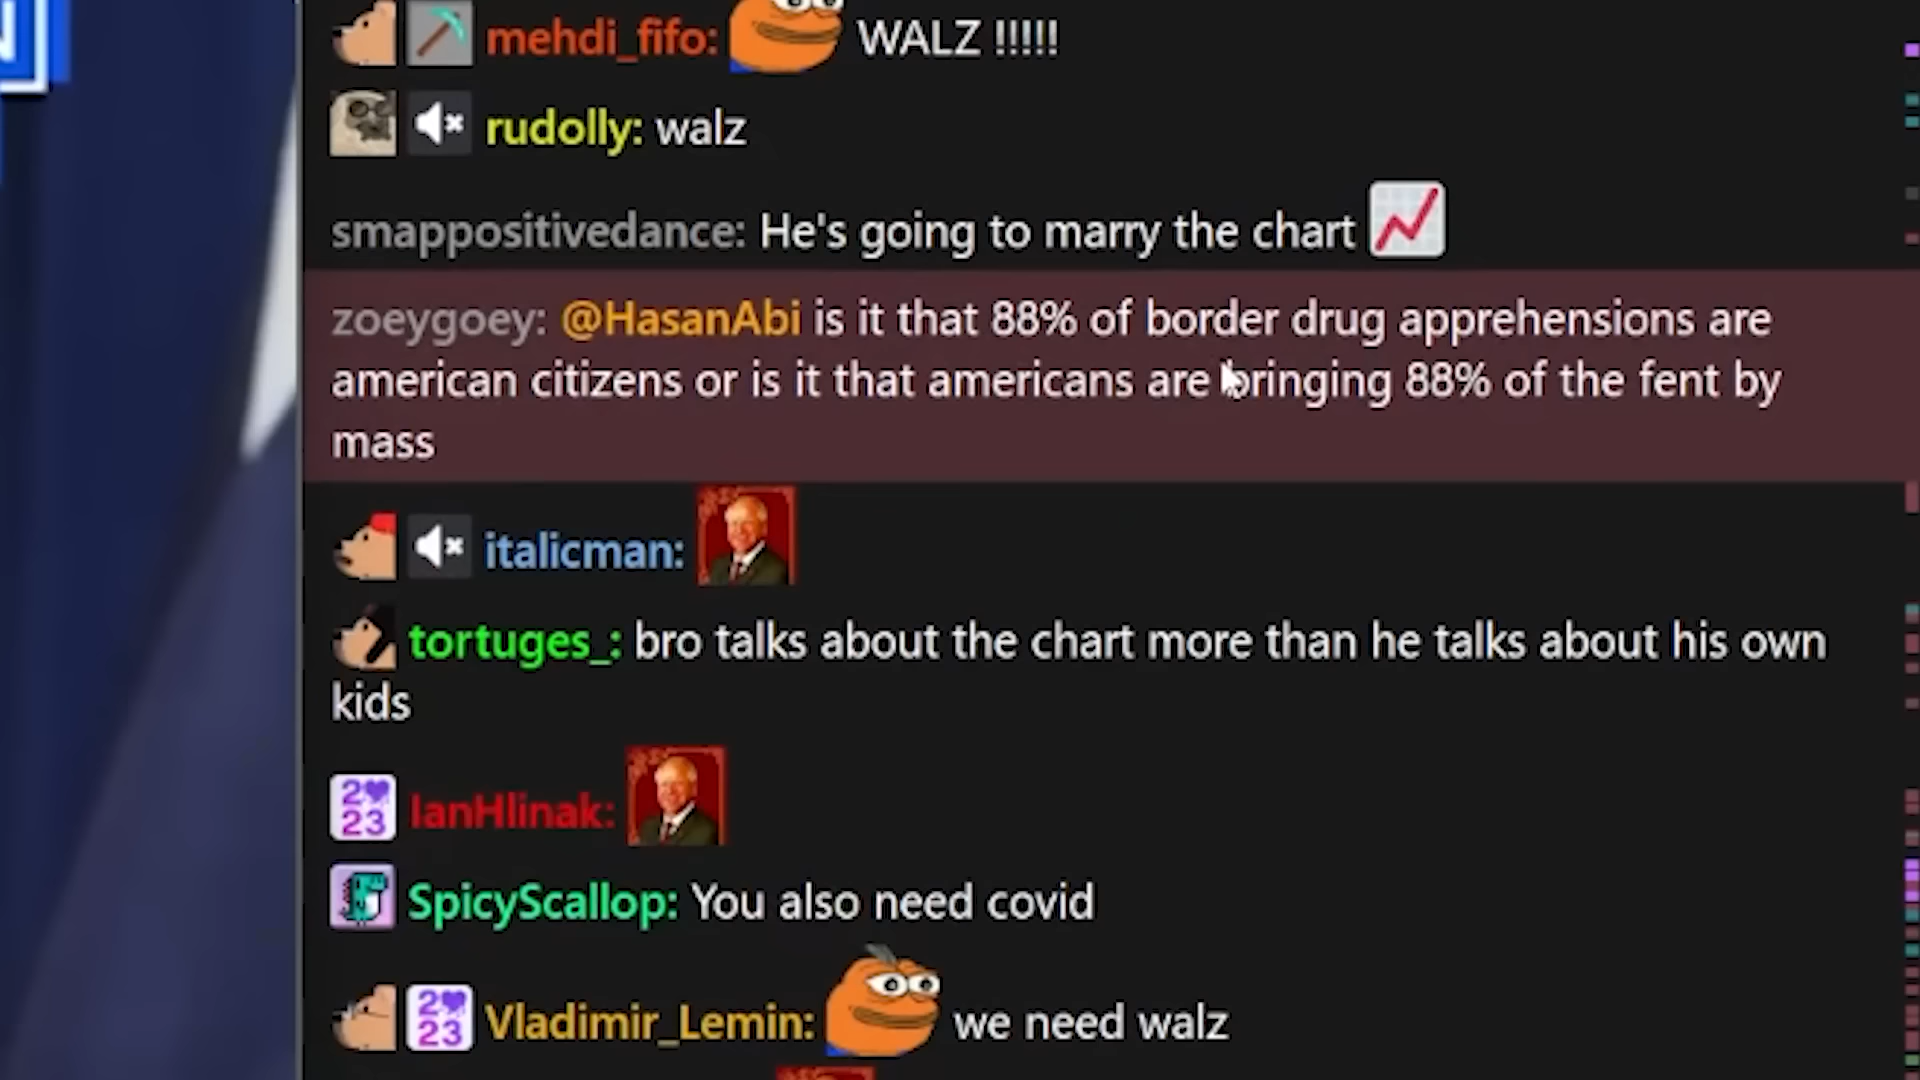 mehdi_fifo: WALZ !!!!!
rudolly: walz
smappositivedance: He's going to marry the chart
zoeygoey: @HasanAbi is it that 88% of border drug apprehensions are
american citizens or is it that americans are bringing 88% of the fent by
mass
italicman:
tortuges_: bro talks about the chart more than he talks about his own
kids
2023 IanHlinak:
SpicyScallop: You also need covid
2023 Vladimir_Lemin: we need walz